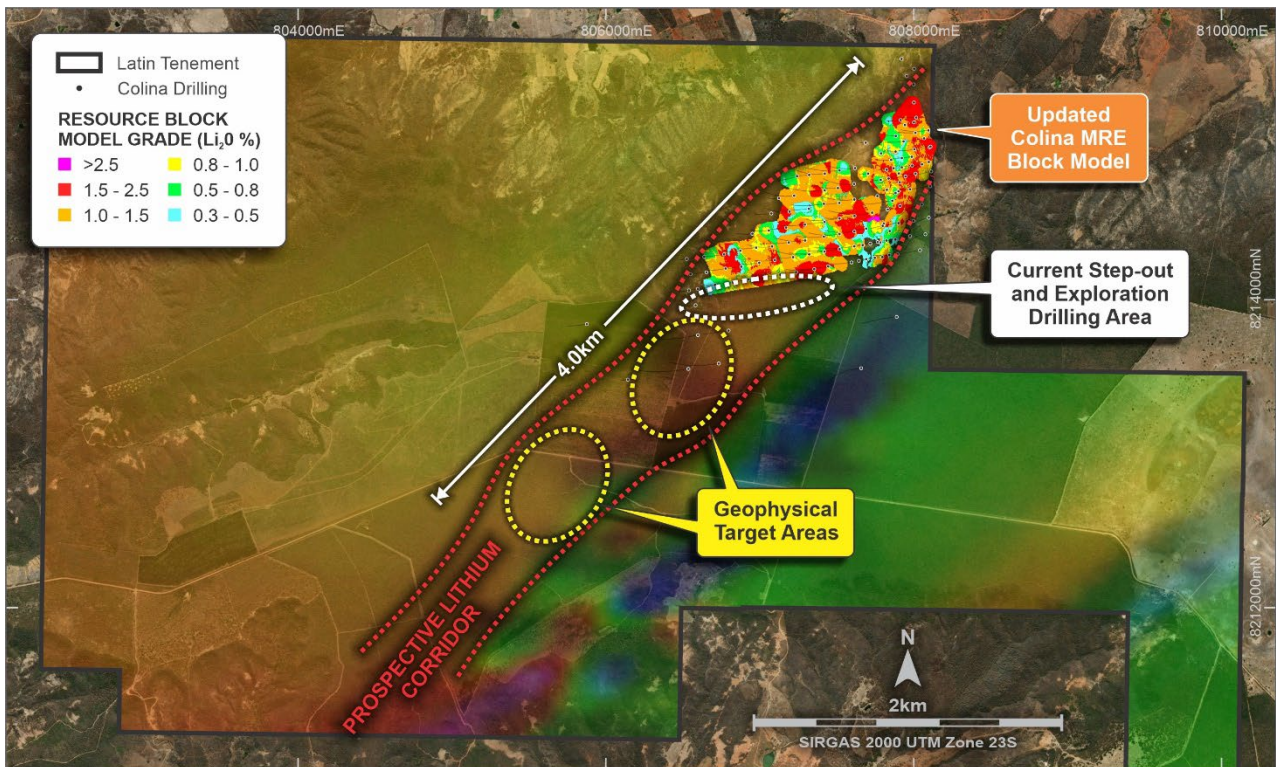 804000mE
806000mE
808000mE
810000mE
Latin Tenement
Colina Drilling
RESOURCE BLOCK
MODEL GRADE (Li₂0 %)
>2.5
0.8 - 1.0
1.5 - 2.5
0.5 - 0.8
1.0 - 1.5
0.3 - 0.5
Updated
Colina MRE
Block Model
Current Step-out
and Exploration
Drilling Area
8214000mN
4.0km
Geophysical
Target Areas
PROSPECTIVE LITHIUM
CORRIDOR
8212000mN
N
2km
SIRGAS 2000 UTM Zone 23S